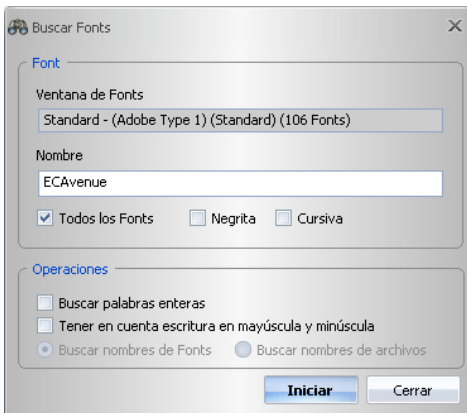 Buscar Fonts
Font
Ventana de Fonts
Standard - (Adobe Type 1) (Standard) (106 Fonts)
Nombre
ECAvenue
Todos los Fonts Negrita Cursiva
Operaciones
Buscar palabras enteras
Tener en cuenta escritura en mayúscula y minúscula
Buscar nombres de Fonts Buscar nombres de archivos
Iniciar Cerrar